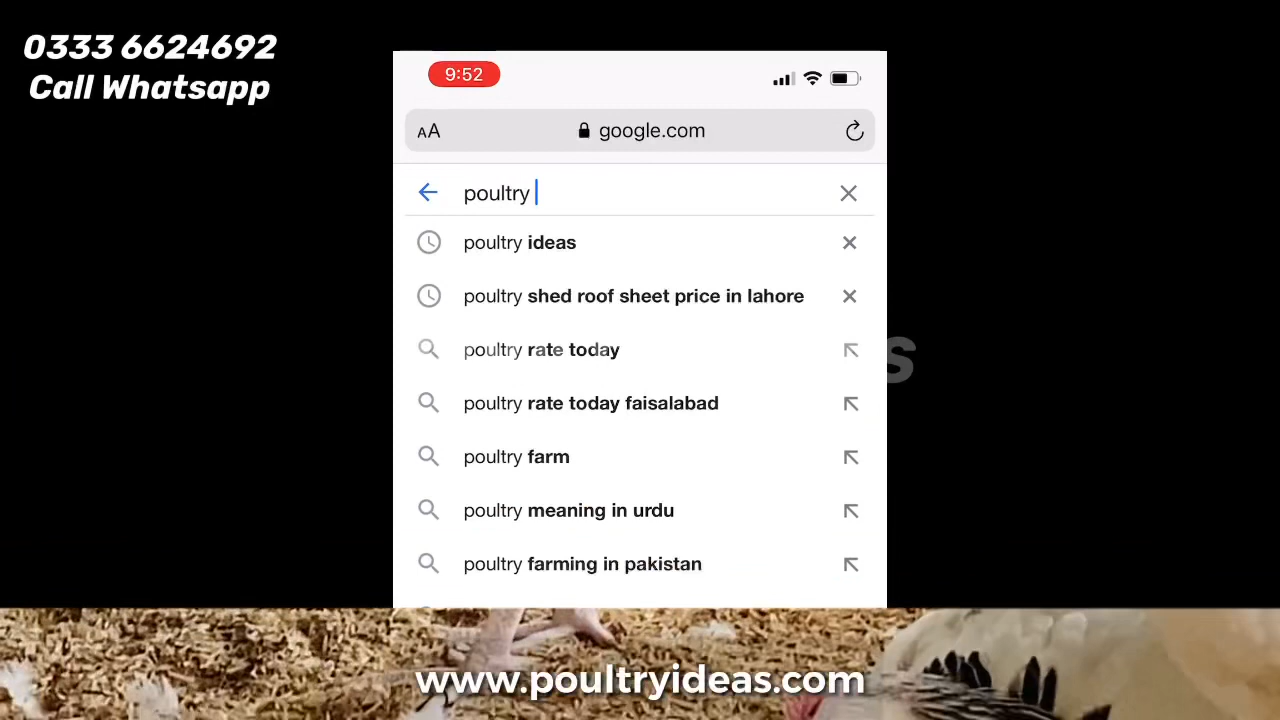 0333 6624692
Call Whatsapp
9:52
AA google.com
poultry
poultry ideas
poultry shed roof sheet price in lahore
poultry rate today
poultry rate today faisalabad
poultry farm
poultry meaning in urdu
poultry farming in pakistan
www.poultryideas.com